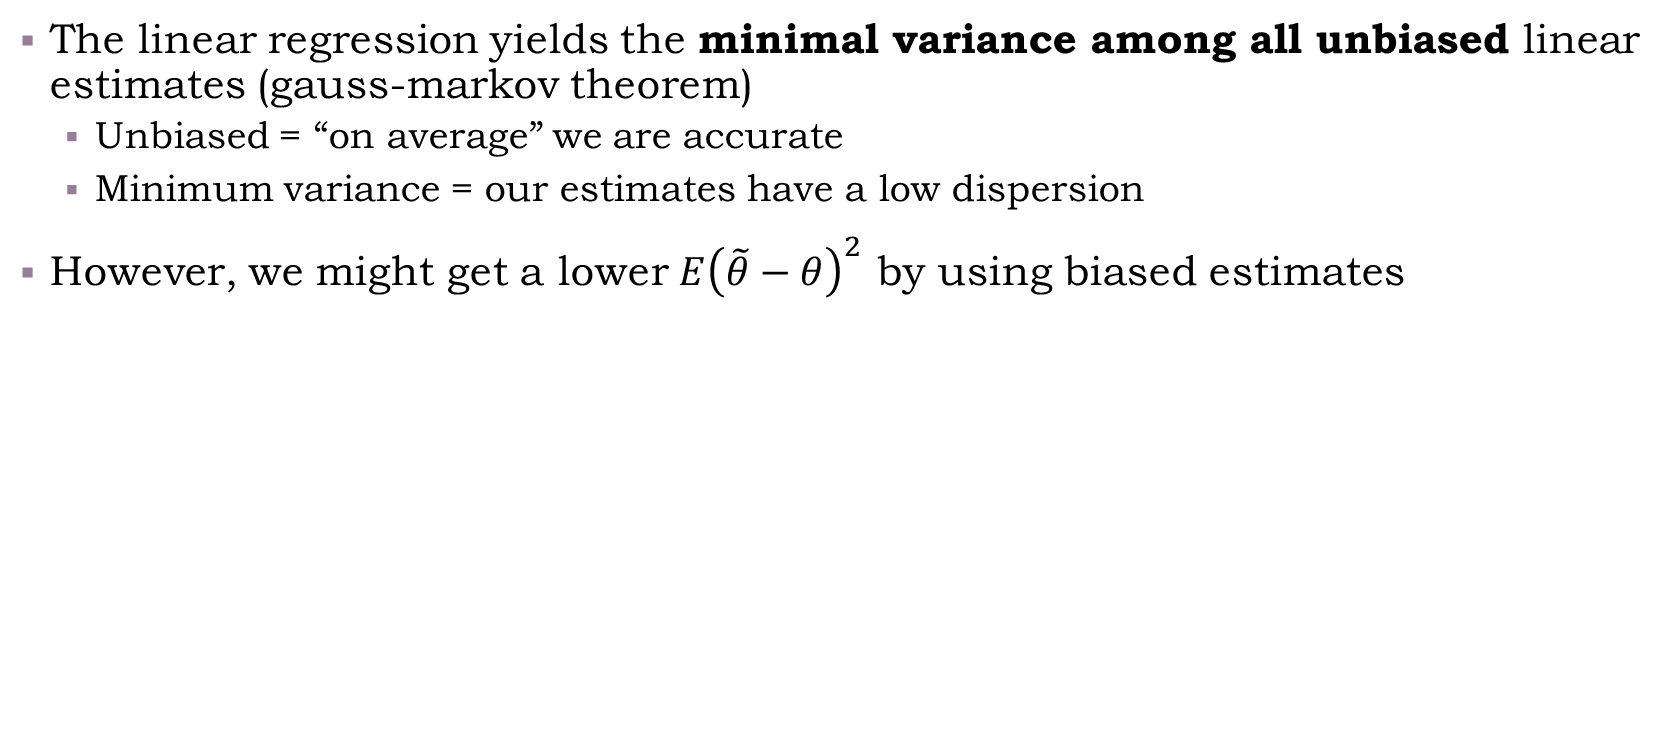 ▪ The linear regression yields the minimal variance among all unbiased linear
estimates (gauss-markov theorem)
▪ Unbiased = “on average” we are accurate
▪ Minimum variance = our estimates have a low dispersion
▪ However, we might get a lower 𝐸(𝜃̃ − 𝜃)² by using biased estimates